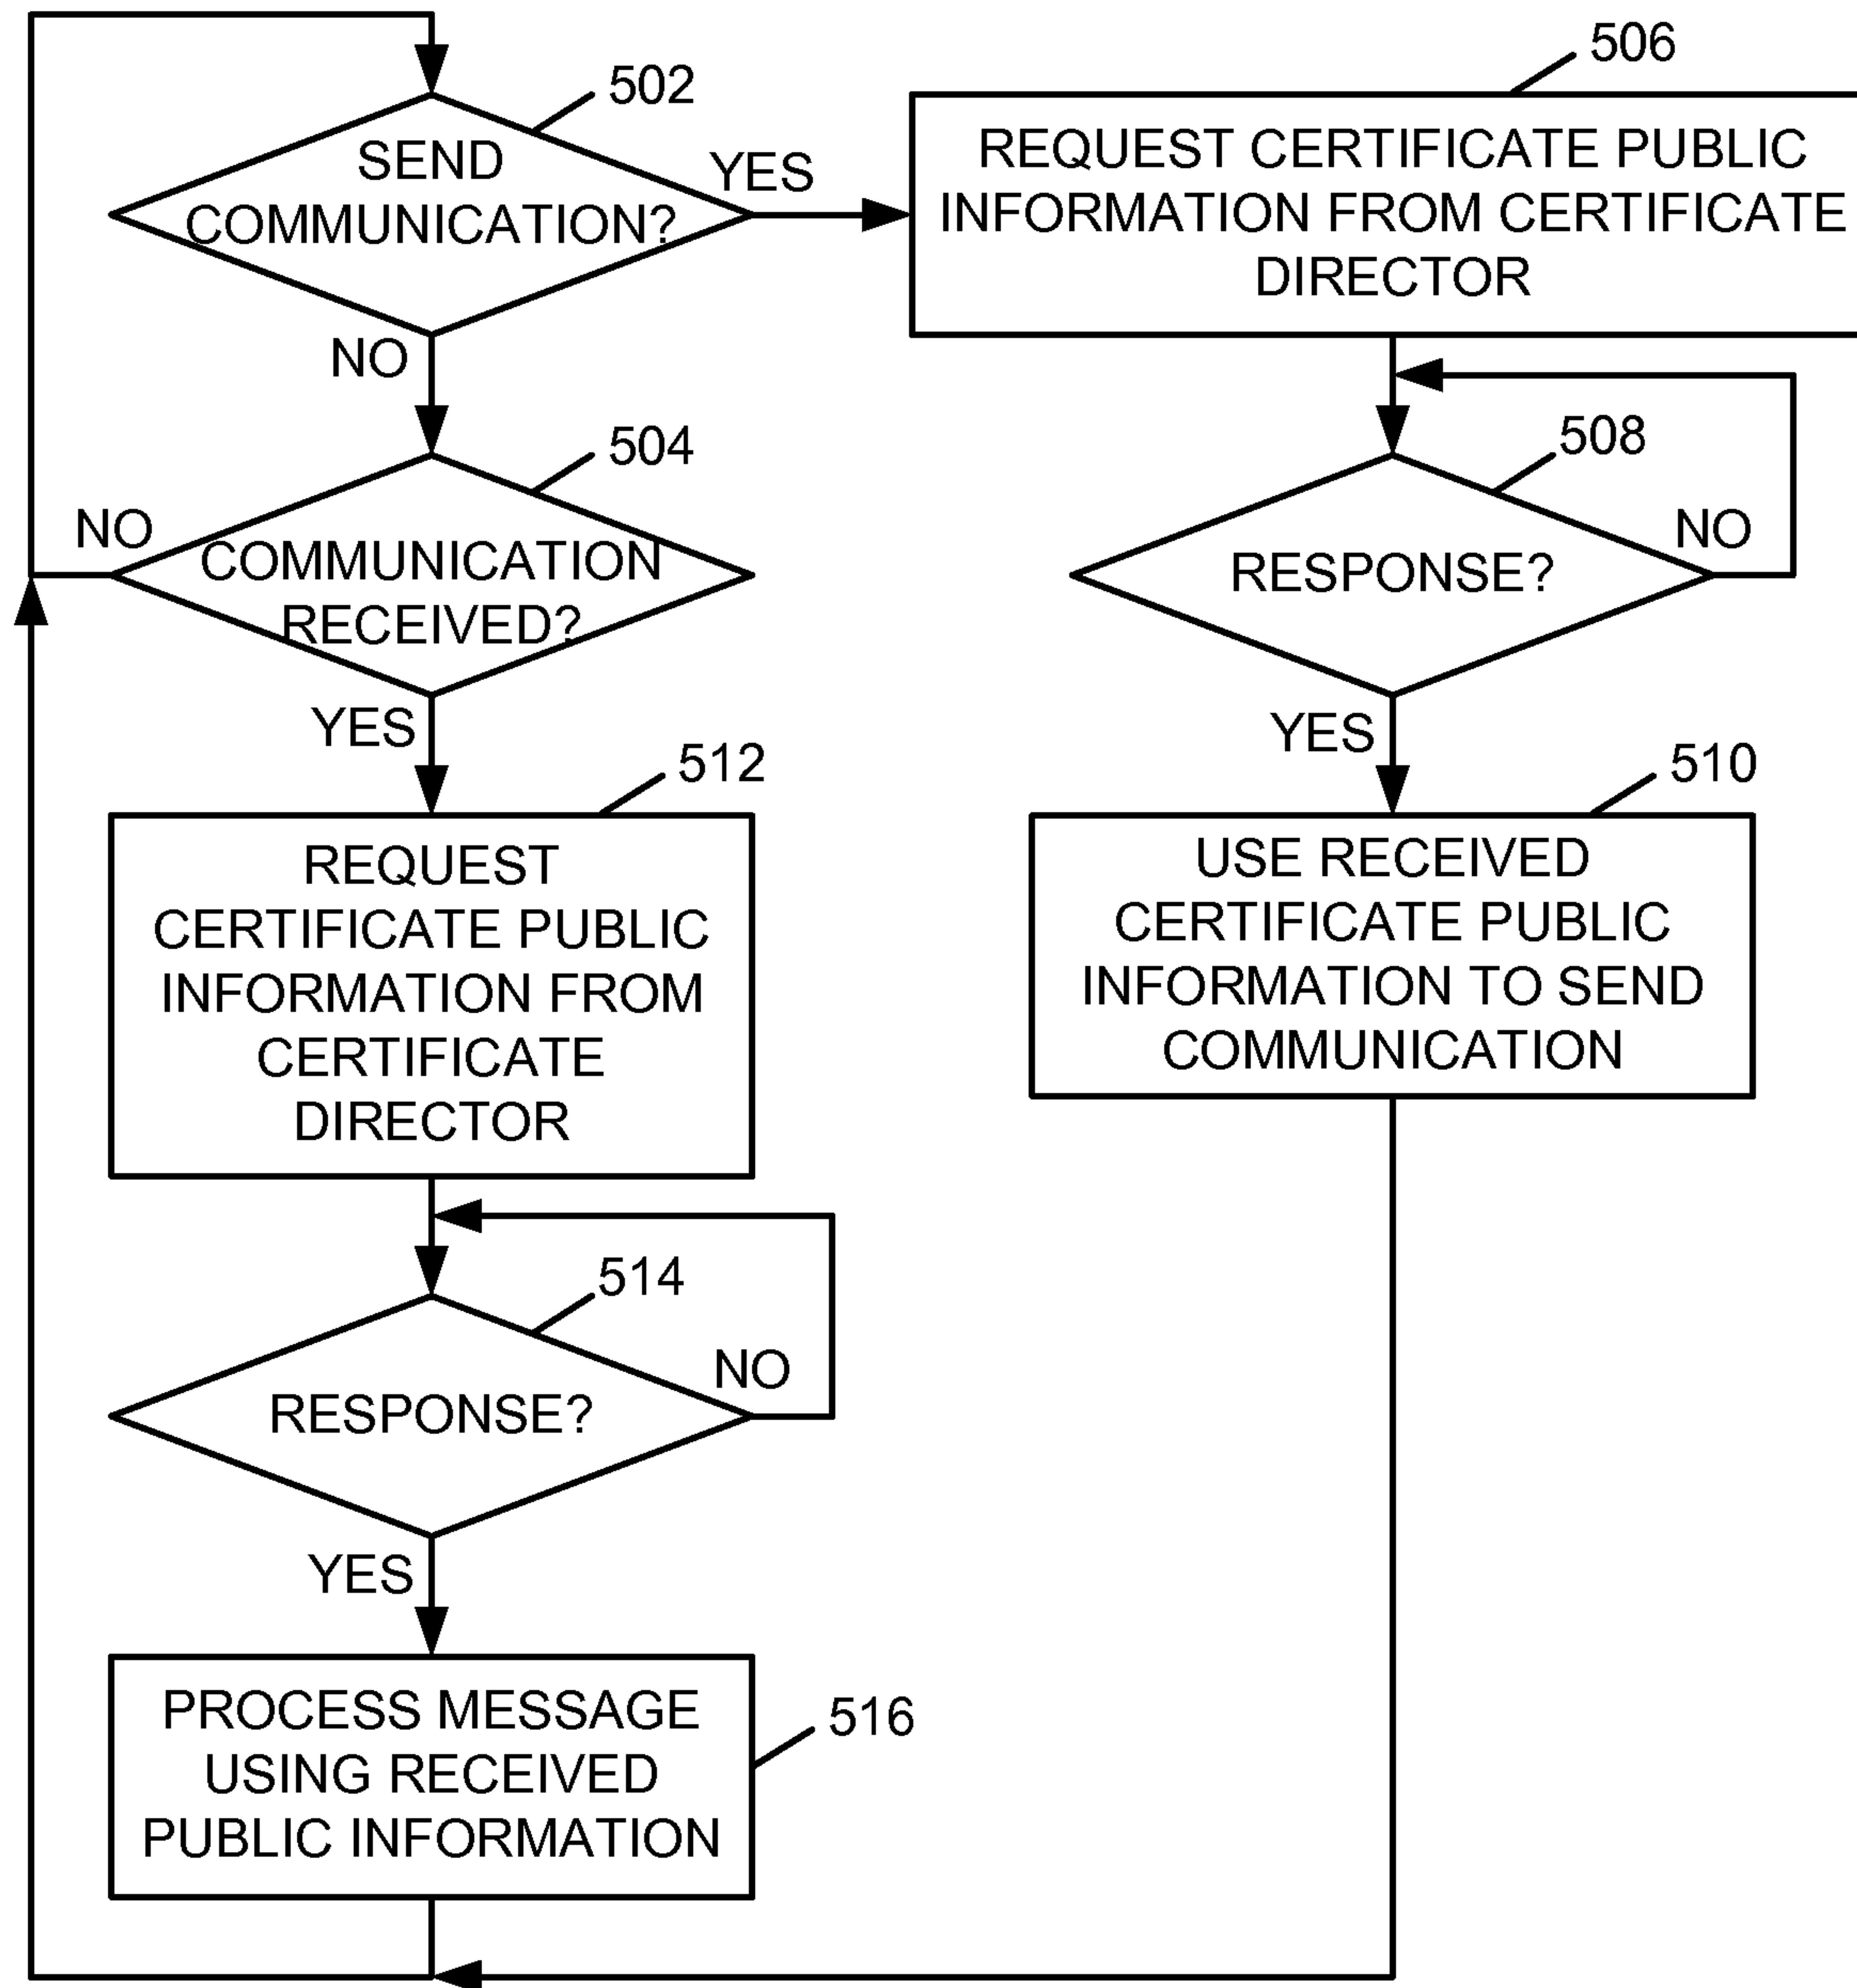 502
SEND
COMMUNICATION?
YES
NO
506
REQUEST CERTIFICATE PUBLIC
INFORMATION FROM CERTIFICATE
DIRECTOR
504
COMMUNICATION
RECEIVED?
NO
YES
508
RESPONSE?
NO
YES
512
REQUEST
CERTIFICATE PUBLIC
INFORMATION FROM
CERTIFICATE
DIRECTOR
510
USE RECEIVED
CERTIFICATE PUBLIC
INFORMATION TO SEND
COMMUNICATION
514
RESPONSE?
NO
YES
516
PROCESS MESSAGE
USING RECEIVED
PUBLIC INFORMATION